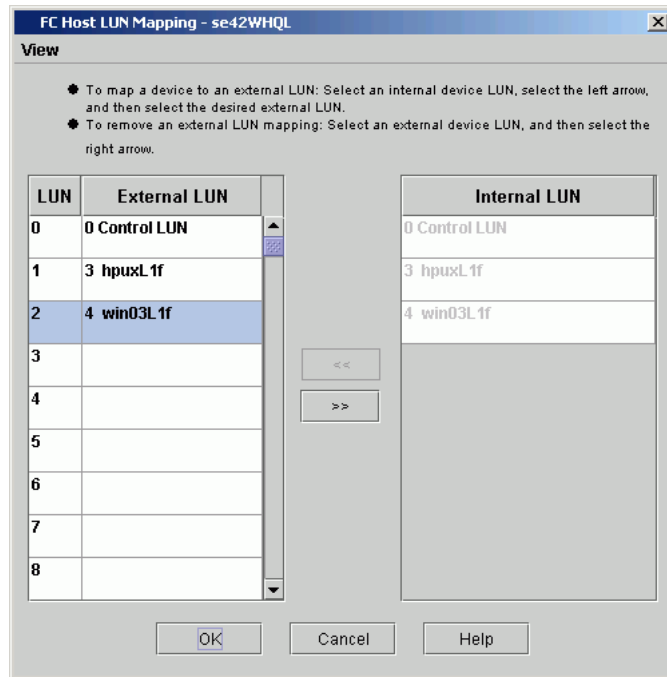 FC Host LUN Mapping - se42WHQL
View
To map a device to an external LUN: Select an internal device LUN, select the left arrow,
and then select the desired external LUN.
To remove an external LUN mapping: Select an external device LUN, and then select the
right arrow.
LUN External LUN Internal LUN
0 0 Control LUN 0 Control LUN
1 3 hpuxL1f 3 hpuxL1f
2 4 win03L1f 4 win03L1f
3
<<
4
>>
5
6
7
8
OK Cancel Help